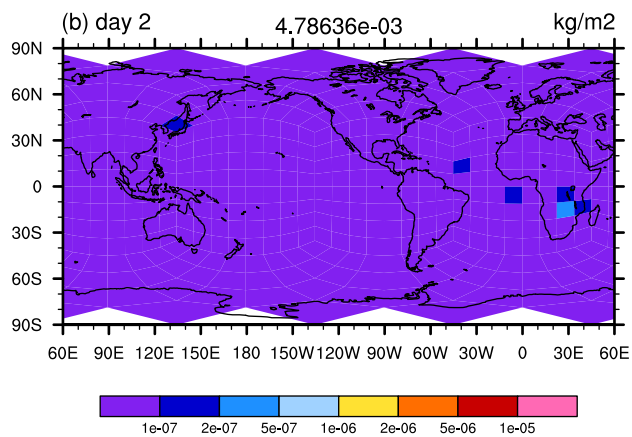 (b) day 2 4.78636e-03 kg/m2
90N
60N
30N
0
30S
60S
90S
60E 90E 120E 150E 180 150W 120W 90W 60W 30W 0 30E 60E
1e-07 2e-07 5e-07 1e-06 2e-06 5e-06 1e-05